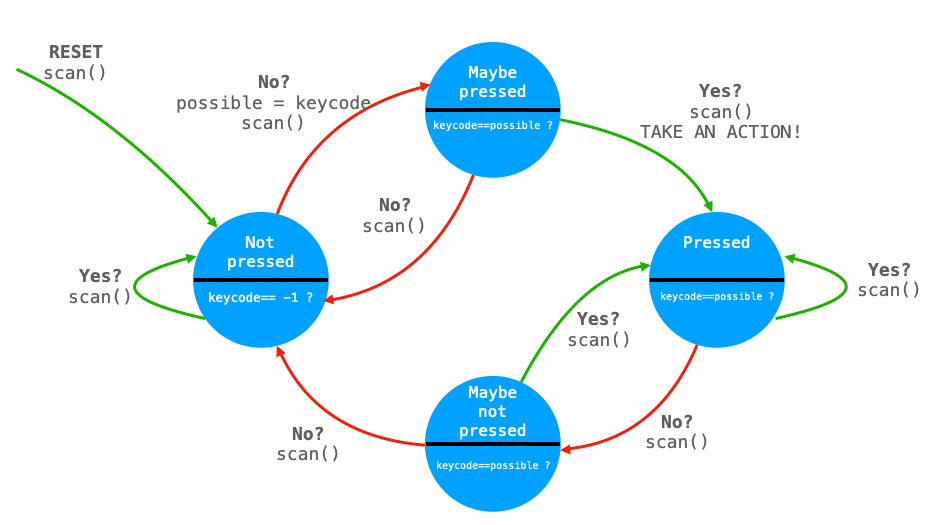 RESET
scan()
No?
possible = keycode
scan()
Maybe
pressed
keycode==possible ?
Yes?
scan()
TAKE AN ACTION!
No?
scan()
Not
pressed
keycode== -1 ?
Yes?
scan()
Pressed
keycode==possible ?
Yes?
scan()
Yes?
scan()
Maybe
not
pressed
keycode==possible ?
No?
scan()
No?
scan()